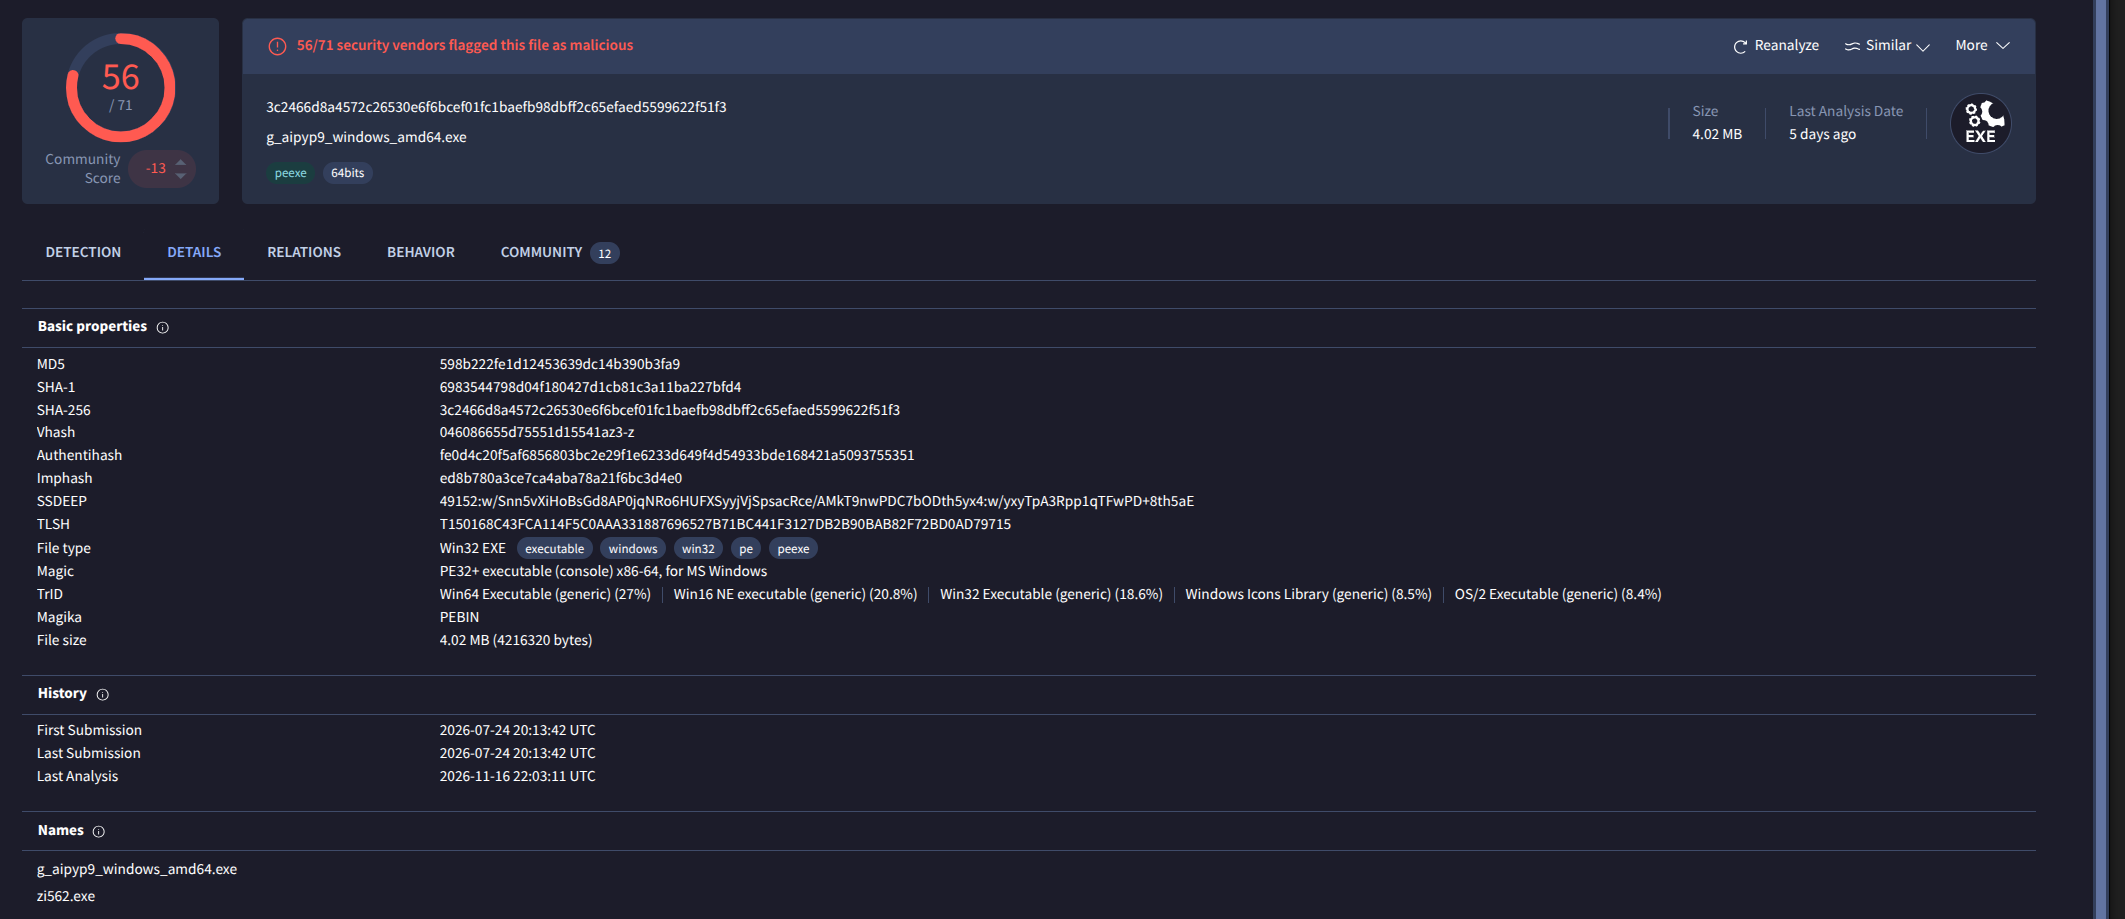 56
/ 71
Community Score
-13
56/71 security vendors flagged this file as malicious
Reanalyze Similar More
3c2466d8a4572c26530e6f6bcef01fc1baefb98dbff2c65efaed5599622f51f3
g_aipyp9_windows_amd64.exe
peexe 64bits
Size
4.02 MB
Last Analysis Date
5 days ago
EXE
DETECTION DETAILS RELATIONS BEHAVIOR COMMUNITY 12
Basic properties
MD5 598b222fe1d12453639dc14b390b3fa9
SHA-1 6983544798d04f180427d1cb81c3a11ba227bfd4
SHA-256 3c2466d8a4572c26530e6f6bcef01fc1baefb98dbff2c65efaed5599622f51f3
Vhash 046086655d75551d15541az3-z
Authentihash fe0d4c20f5af6856803bc2e29f1e6233d649f4d54933bde168421a5093755351
Imphash ed8b780a3ce7ca4aba78a21f6bc3d4e0
SSDEEP 49152:w/Snn5vXiHoBsGd8AP0jqNRo6HUFXSyyjVjSpsacRce/AMkT9nwPDC7bODth5yx4:w/yxyTpA3Rpp1qTFwPD+8th5aE
TLSH T150168C43FCA114F5C0AAA331887696527B71BC441F3127DB2B90BAB82F72BD0AD79715
File type Win32 EXE executable windows win32 pe peexe
Magic PE32+ executable (console) x86-64, for MS Windows
TrID Win64 Executable (generic) (27%) Win16 NE executable (generic) (20.8%) Win32 Executable (generic) (18.6%) Windows Icons Library (generic) (8.5%) OS/2 Executable (generic) (8.4%)
Magika PEBIN
File size 4.02 MB (4216320 bytes)
History
First Submission 2026-07-24 20:13:42 UTC
Last Submission 2026-07-24 20:13:42 UTC
Last Analysis 2026-11-16 22:03:11 UTC
Names
g_aipyp9_windows_amd64.exe
zi562.exe